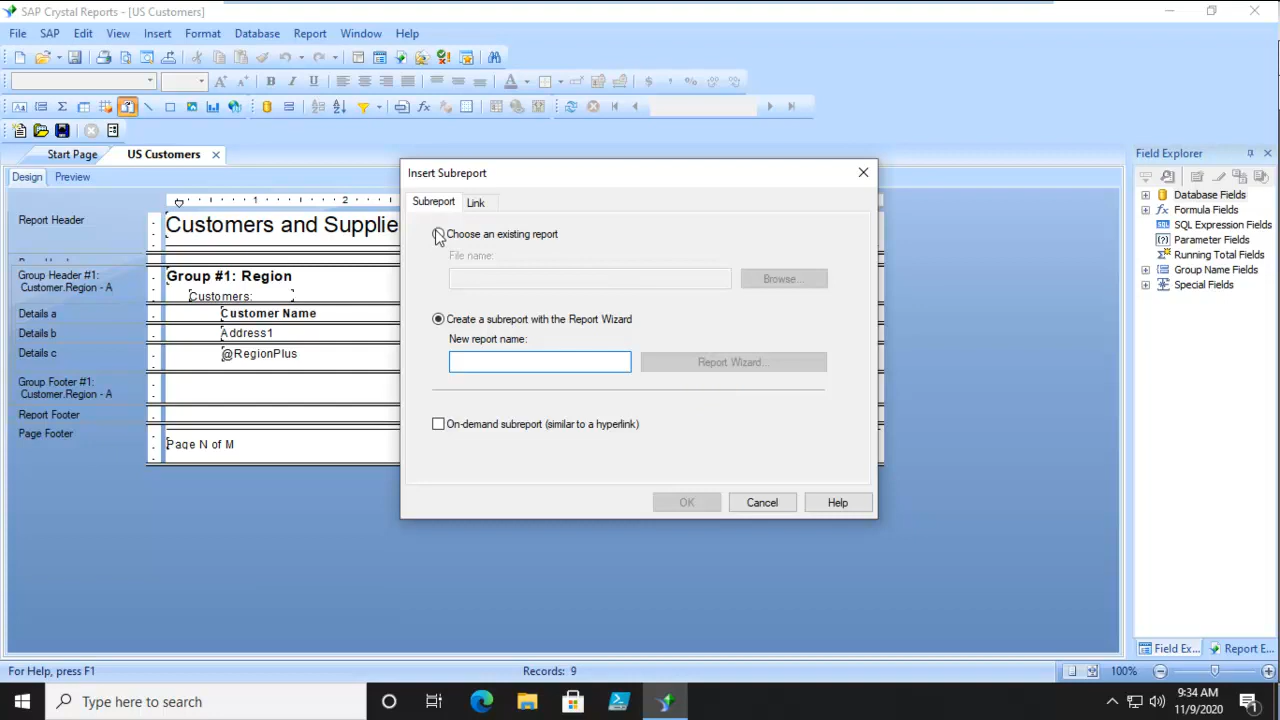 SAP Crystal Reports - [US Customers]
File SAP Edit View Insert Format Database Report Window Help
Start Page US Customers
Design Preview
1 2
Report Header
Customers and Supplie
Group Header #1:
Customer.Region - A
Group #1: Region
Customers:
Details a
Customer Name
Details b
Address1
Details c
@RegionPlus
Group Footer #1:
Customer.Region - A
Report Footer
Page Footer
Page N of M
Insert Subreport
Subreport Link
Choose an existing report
File name:
Browse...
Create a subreport with the Report Wizard
New report name:
Report Wizard...
On-demand subreport (similar to a hyperlink)
OK Cancel Help
Field Explorer
Database Fields
Formula Fields
SQL Expression Fields
Parameter Fields
Running Total Fields
Group Name Fields
Special Fields
Field Ex... Report E...
For Help, press F1
Records: 9
100%
Type here to search
9:34 AM
11/9/2020